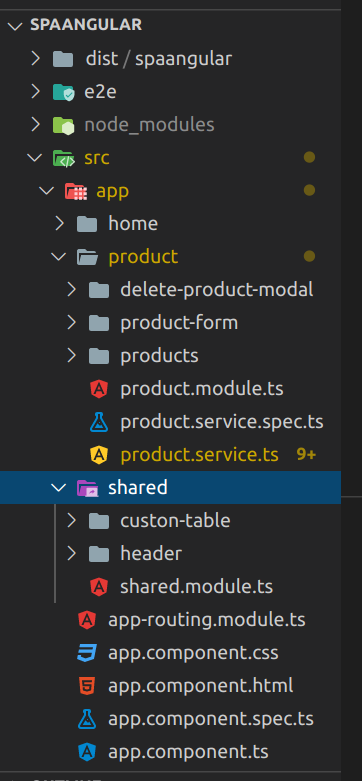 SPAANGULAR
dist / spaangular
e2e
node_modules
src
app
home
product
delete-product-modal
product-form
products
product.module.ts
product.service.spec.ts
product.service.ts 9+
shared
custon-table
header
shared.module.ts
app-routing.module.ts
app.component.css
app.component.html
app.component.spec.ts
app.component.ts